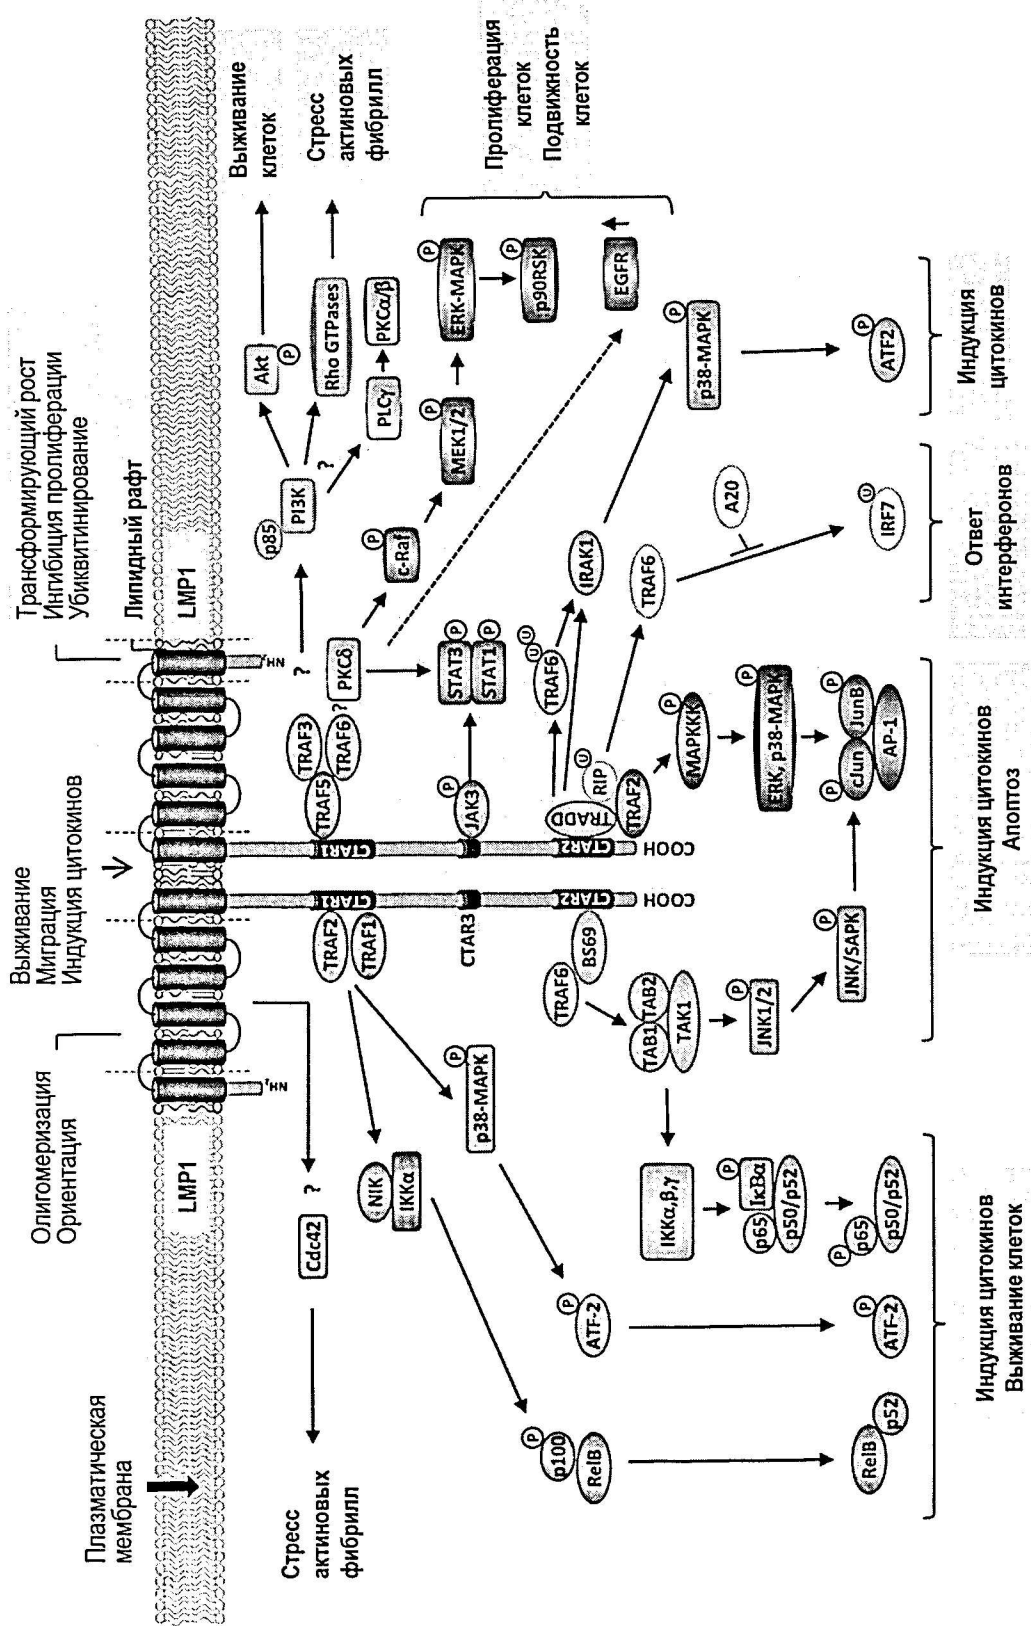 Плазматическая
мембрана
Олигомеризация
Ориентация
Выживание
Миграция
Индукция цитокинов
Трансформирующий рост
Ингибиция пролиферации
Убиквитинирование
Липидный рафт
LMP1
LMP1
NH2
NH2
Стресс
актиновых
фибрилл
Cdc42
?
?
p85
PI3K
?
Akt
P
Выживание
клеток
Rho GTPases
Стресс
актиновых
фибрилл
PLCγ
PKCα/β
TRAF2
TRAF1
CTAR1
CTAR1
TRAF5
TRAF3
TRAF6
?
PKCδ
c-Raf
P
MEK1/2
P
ERK-MAPK
P
p90RSK
P
EGFR
Пролиферация
клеток
Подвижность
клеток
NIK
IKKα
p38-MAPK
P
CTAR3
JAK3
P
STAT3
P
STAT1
P
TRAF6
BS69
CTAR2
CTAR2
COOH
COOH
TRADD
RIP
U
TRAF2
TRAF6
U
U
IRAK1
TRAF6
A20
p38-MAPK
P
p100
P
RelB
ATF-2
P
IKKα,β,γ
TAB1
TAB2
TAK1
JNK1/2
P
MAPKKK
P
p65
IκBα
P
p50/p52
JNK/SAPK
P
ERK, p38-MAPK
P
RelB
p52
ATF-2
P
P
p65
p50/p52
P
cJun
JunB
P
AP-1
IRF7
U
ATF2
P
Индукция цитокинов
Выживание клеток
Индукция цитокинов
Апоптоз
Ответ
интерферонов
Индукция
цитокинов